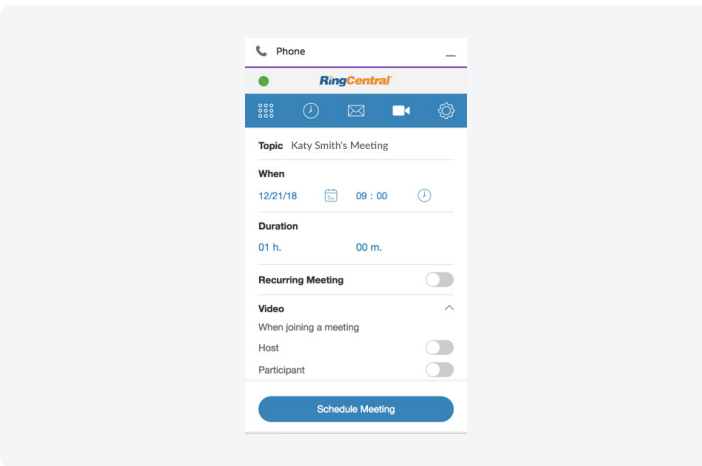 Phone
RingCentral
Topic Katy Smith's Meeting
When
12/21/18 09 : 00
Duration
01 h. 00 m.
Recurring Meeting
Video
When joining a meeting
Host
Participant
Schedule Meeting